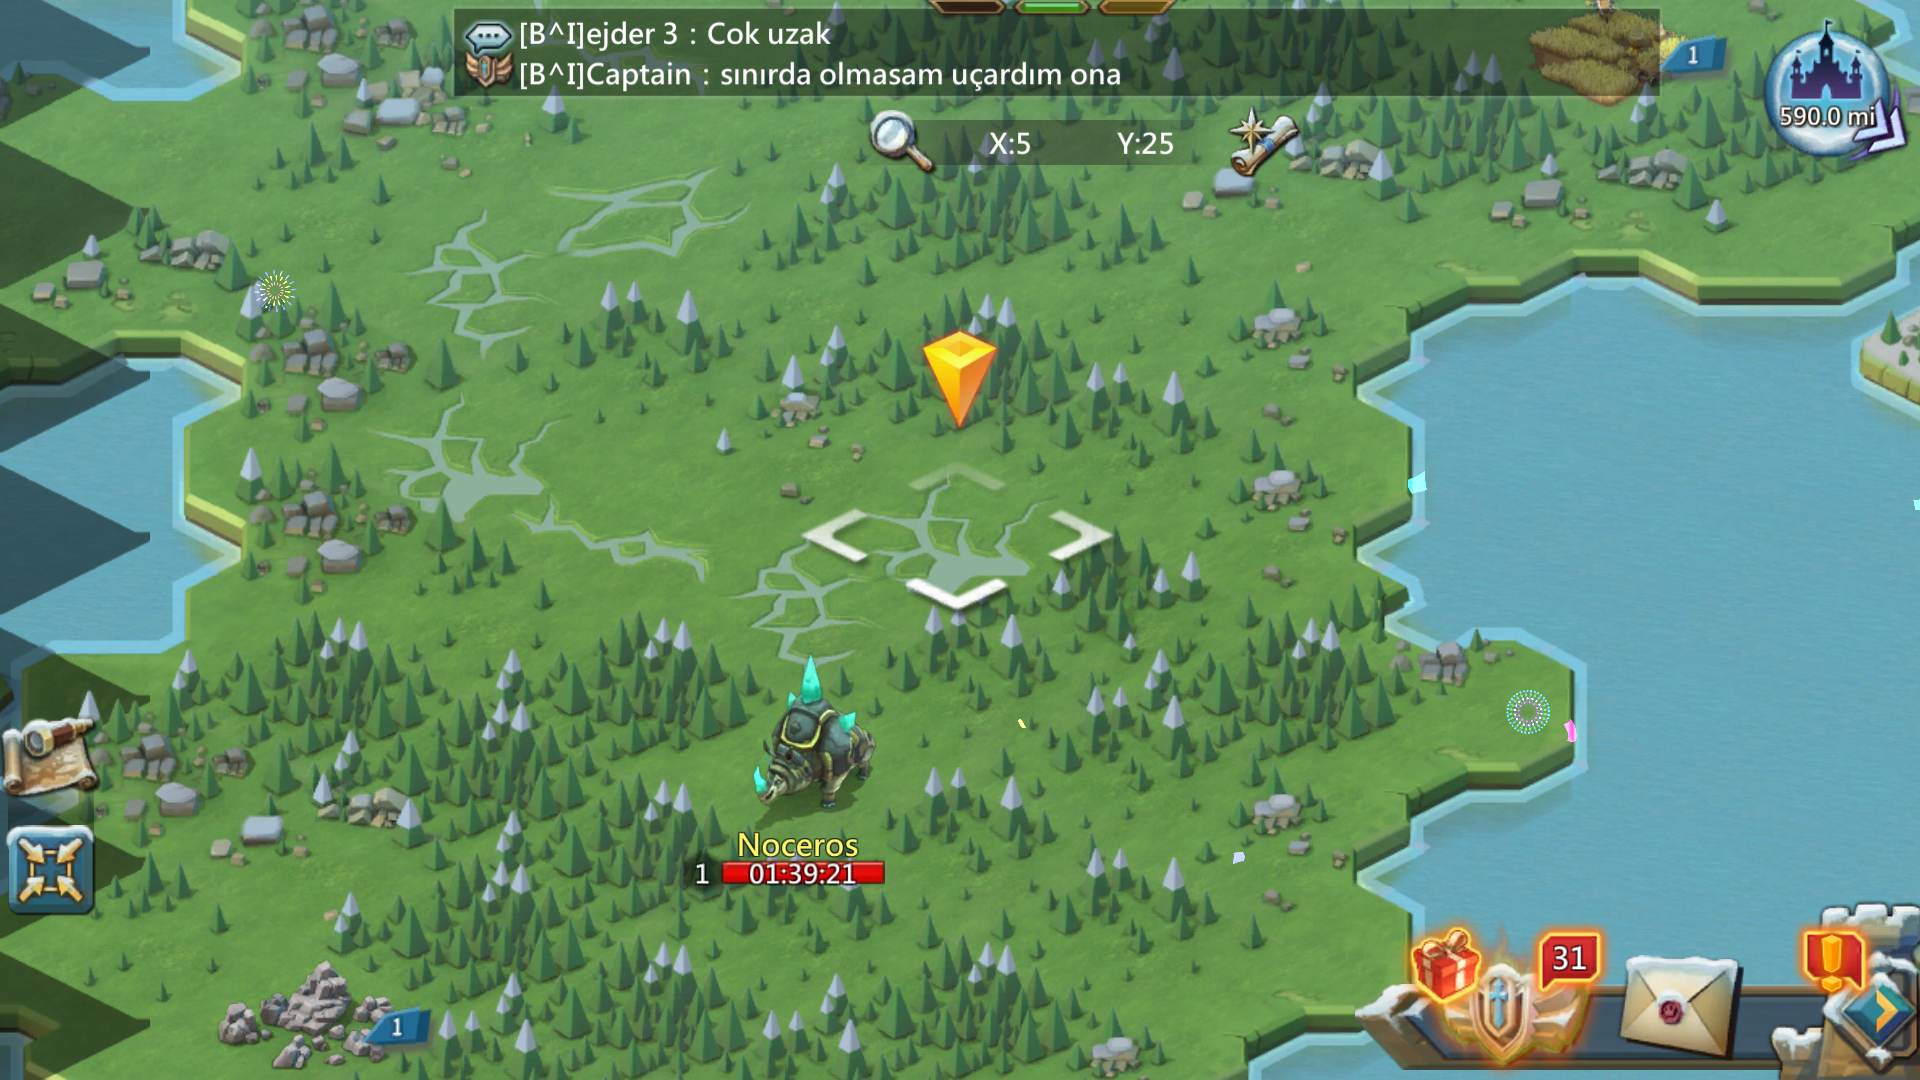 [B^I]ejder 3 : Cok uzak
[B^I]Captain : sınırda olmasam uçardım ona
1
590.0 mi
X:5 Y:25
Noceros
1 01:39:21
31
1